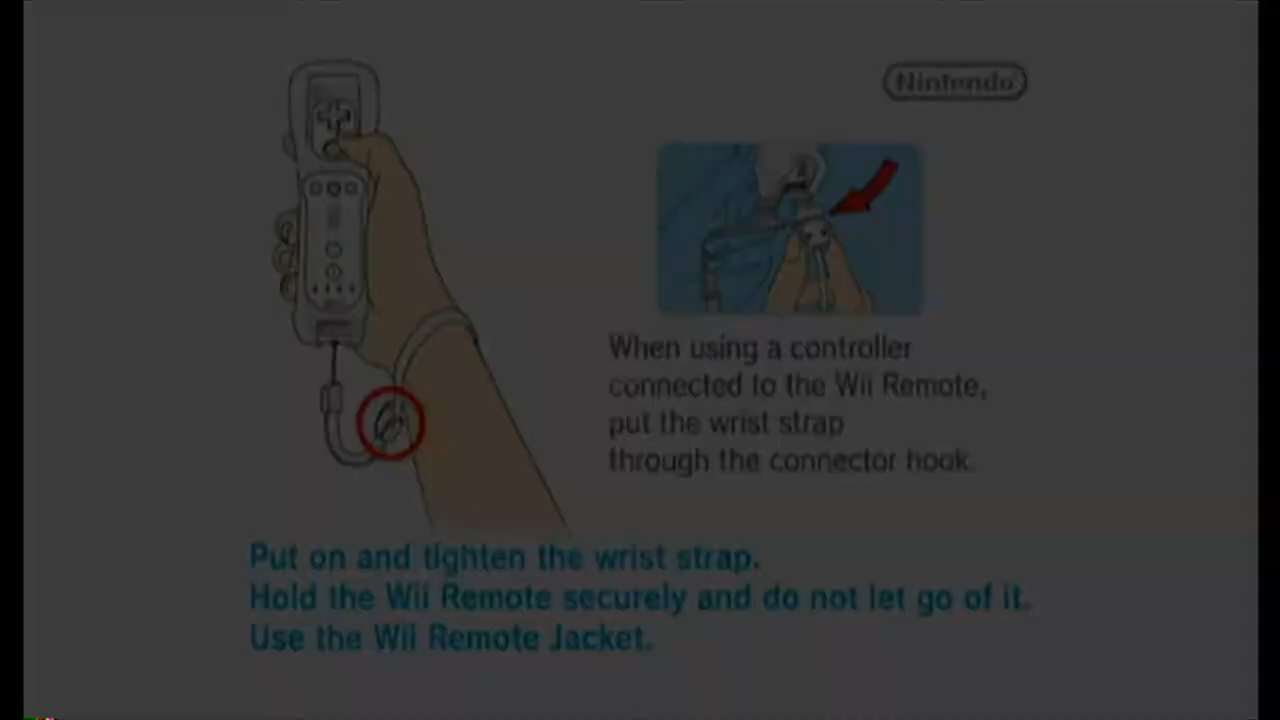 Nintendo
When using a controller
connected to the Wii Remote,
put the wrist strap
through the connector hook.
Put on and tighten the wrist strap.
Hold the Wii Remote securely and do not let go of it.
Use the Wii Remote Jacket.